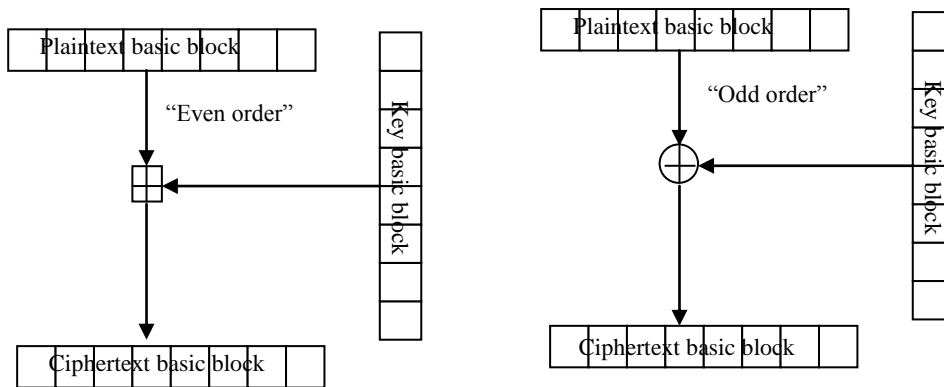 Plaintext basic block
“Even order”
Key basic block
Ciphertext basic block
Plaintext basic block
“Odd order”
Key basic block
Ciphertext basic block